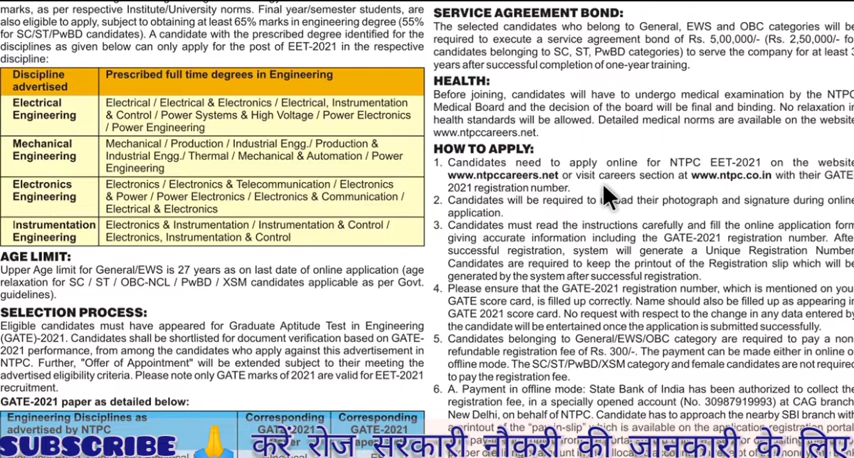 marks, as per respective Institute/University norms. Final year/semester students, are
also eligible to apply, subject to obtaining at least 65% marks in engineering degree (55%
for SC/ST/PwBD candidates). A candidate with the prescribed degree identified for the
disciplines as given below can only apply for the post of EET-2021 in the respective
discipline:
Discipline advertised Prescribed full time degrees in Engineering
Electrical Engineering Electrical / Electrical & Electronics / Electrical, Instrumentation
& Control / Power Systems & High Voltage / Power Electronics
/ Power Engineering
Mechanical Engineering Mechanical / Production / Industrial Engg./ Production &
Industrial Engg./ Thermal / Mechanical & Automation / Power
Engineering
Electronics Engineering Electronics / Electronics & Telecommunication / Electronics
& Power / Power Electronics / Electronics & Communication /
Electrical & Electronics
Instrumentation Engineering Electronics & Instrumentation / Instrumentation & Control /
Electronics, Instrumentation & Control
AGE LIMIT:
Upper Age limit for General/EWS is 27 years as on last date of online application (age
relaxation for SC / ST / OBC-NCL / PwBD / XSM candidates applicable as per Govt.
guidelines).
SELECTION PROCESS:
Eligible candidates must have appeared for Graduate Aptitude Test in Engineering
(GATE)-2021. Candidates shall be shortlisted for document verification based on GATE-
2021 performance, from among the candidates who apply against this advertisement in
NTPC. Further, "Offer of Appointment" will be extended subject to their meeting the
advertised eligibility criteria. Please note only GATE marks of 2021 are valid for EET-2021
recruitment.
GATE-2021 paper as detailed below:
Engineering Disciplines as advertised by NTPC Corresponding Corresponding
SERVICE AGREEMENT BOND:
The selected candidates who belong to General, EWS and OBC categories will be
required to execute a service agreement bond of Rs. 5,00,000/- (Rs. 2,50,000/- fo
candidates belonging to SC, ST, PwBD categories) to serve the company for at least 3
years after successful completion of one-year training.
HEALTH:
Before joining, candidates will have to undergo medical examination by the NTPC
Medical Board and the decision of the board will be final and binding. No relaxation in
health standards will be allowed. Detailed medical norms are available on the website
www.ntpccareers.net.
HOW TO APPLY:
1. Candidates need to apply online for NTPC EET-2021 on the website
www.ntpccareers.net or visit careers section at www.ntpc.co.in with their GATE-
2021 registration number.
2. Candidates will be required to their photograph and signature during online
application.
3. Candidates must read the instructions carefully and fill the online application form
giving accurate information including the GATE-2021 registration number. After
successful registration, system will generate a Unique Registration Number
Candidates are required to keep the printout of the Registration slip which will be
generated by the system after successful registration.
4. Please ensure that the GATE-2021 registration number, which is mentioned on you
GATE score card, is filled up correctly. Name should also be filled up as appearing in
GATE 2021 score card. No request with respect to the change in any data entered by
the candidate will be entertained once the application is submitted successfully.
5. Candidates belonging to General/EWS/OBC category are required to pay a non-
refundable registration fee of Rs. 300/-. The payment can be made either in online o
offline mode. The SC/ST/PwBD/XSM category and female candidates are not required
to pay the registration fee.
6. A. Payment in offline mode: State Bank of India has been authorized to collect the
registration fee, in a specially opened account (No. 30987919993) at CAG branch
New Delhi, on behalf of NTPC. Candidate has to approach the nearby SBI branch with
SUBSCRIBE 🙏 करें रोज सरकारी नौकरी की जानकारी के लिए